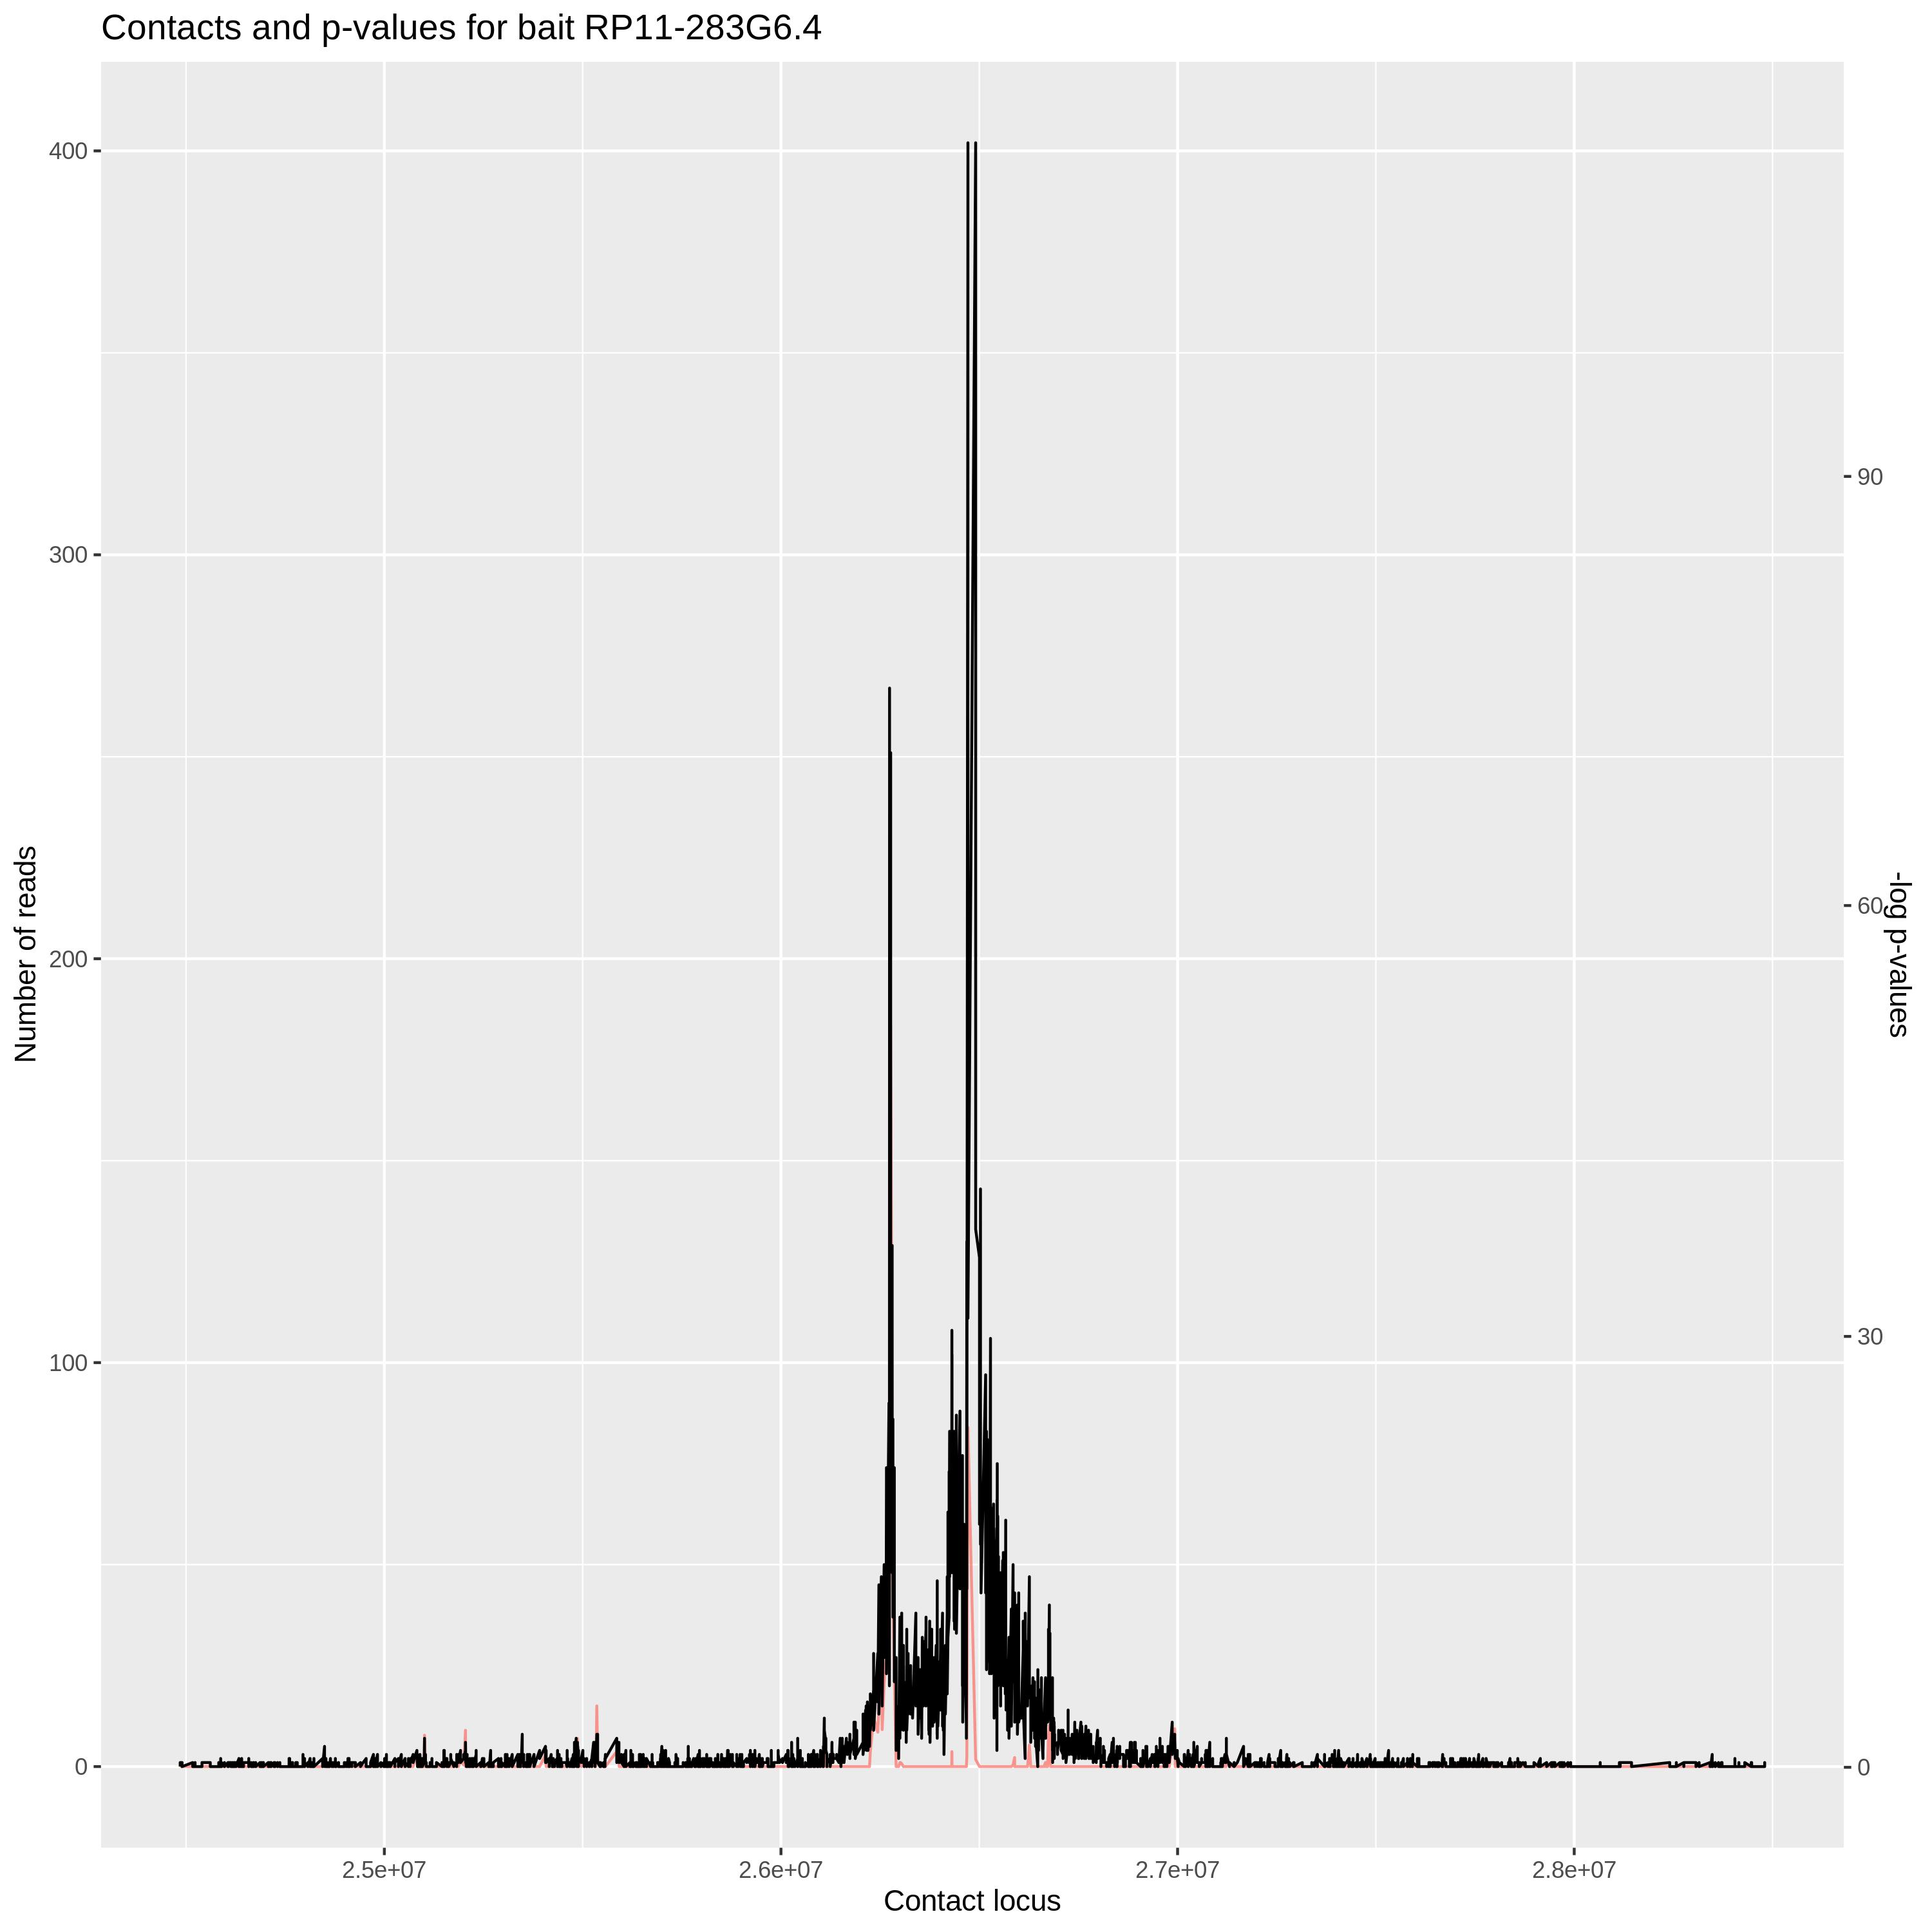 Contacts and p-values for bait RP11-283G6.4
400
300
200
100
0
Number of reads
90
60
30
0
-log p-values
2.5e+07 2.6e+07 2.7e+07 2.8e+07
Contact locus